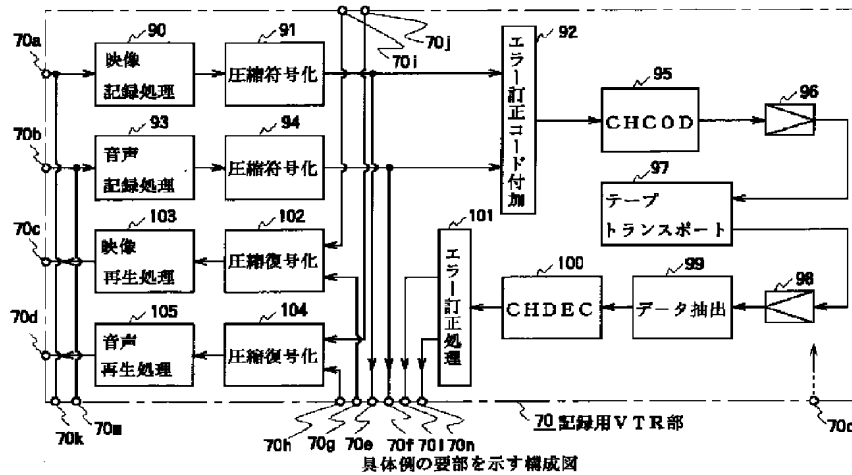 70a
90
映像
記録処理
91
圧縮符号化
70i
70j
92
エラー訂正コード付加
95
CHCOD
96
70b
93
音声
記録処理
94
圧縮符号化
97
テープ
トランスポート
70c
103
映像
再生処理
102
圧縮復号化
101
エラー訂正処理
100
CHDEC
99
データ抽出
98
70d
105
音声
再生処理
104
圧縮復号化
70k
70m
70h
70g
70e
70f
70l
70n
70 記録用VTR部
70o
具体例の要部を示す構成図